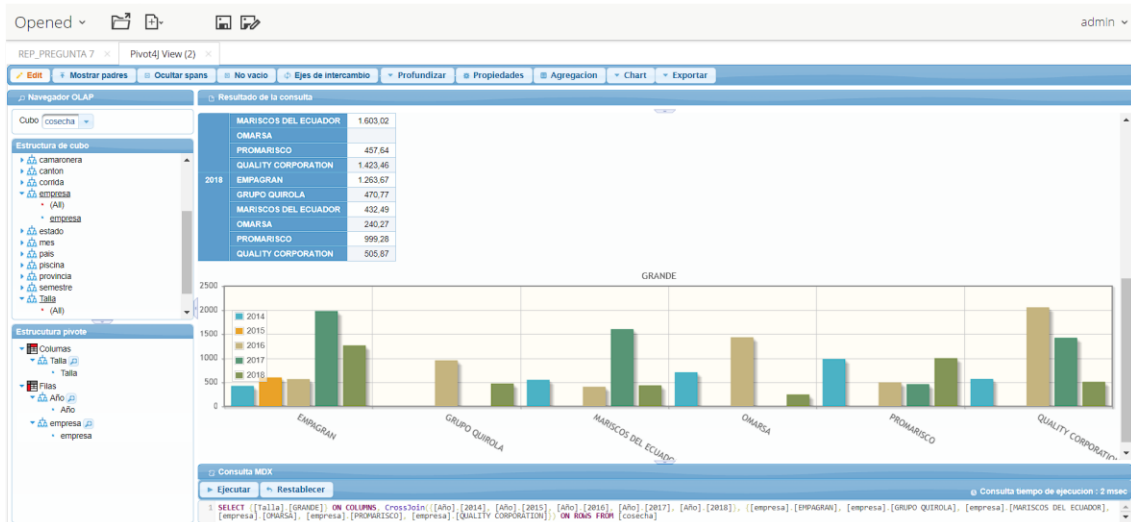 Opened
admin
REP_PREGUNTA 7 ×
Pivot4J View (2) ×
Edit
Mostrar padres
Ocultar spans
No vacio
Ejes de intercambio
Profundizar
Propiedades
Agregacion
Chart
Exportar
Navegador OLAP
Cubo cosecha
Estructura de cubo
camaronera
canton
corrida
empresa
(All)
empresa
estado
mes
pais
piscina
provincia
semestre
Talla
(All)
Estrucutura pivote
Columas
Talla
Talla
Filas
Año
Año
empresa
empresa
Resultado de la consulta
MARISCOS DEL ECUADOR 1.603,02
OMARSA
PROMARISCO 457,64
QUALITY CORPORATION 1.423,46
2018 EMPAGRAN 1.263,67
GRUPO QUIROLA 470,77
MARISCOS DEL ECUADOR 432,49
OMARSA 240,27
PROMARISCO 999,28
QUALITY CORPORATION 505,87
GRANDE
2500
2000
1500
1000
500
0
2014
2015
2016
2017
2018
EMPAGRAN
GRUPO QUIROLA
MARISCOS DEL ECUADO
OMARSA
PROMARISCO
QUALITY CORPORATION
Consulta MDX
Ejecutar
Restablecer
Consulta tiempo de ejecucion : 2 msec
1 SELECT {[Talla].[GRANDE]} ON COLUMNS, CrossJoin({[Año].[2014], [Año].[2015], [Año].[2016], [Año].[2017], [Año].[2018]}, {[empresa].[EMPAGRAN], [empresa].[GRUPO QUIROLA], [empresa].[MARISCOS DEL ECUADOR],
[empresa].[OMARSA], [empresa].[PROMARISCO], [empresa].[QUALITY CORPORATION]}) ON ROWS FROM [cosecha]